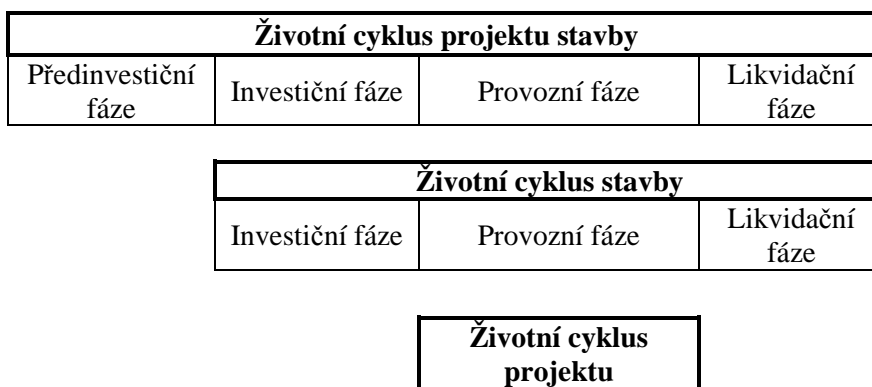 Životní cyklus projektu stavby
Předinvestiční fáze Investiční fáze Provozní fáze Likvidační fáze
Životní cyklus stavby
Investiční fáze Provozní fáze Likvidační fáze
Životní cyklus
projektu